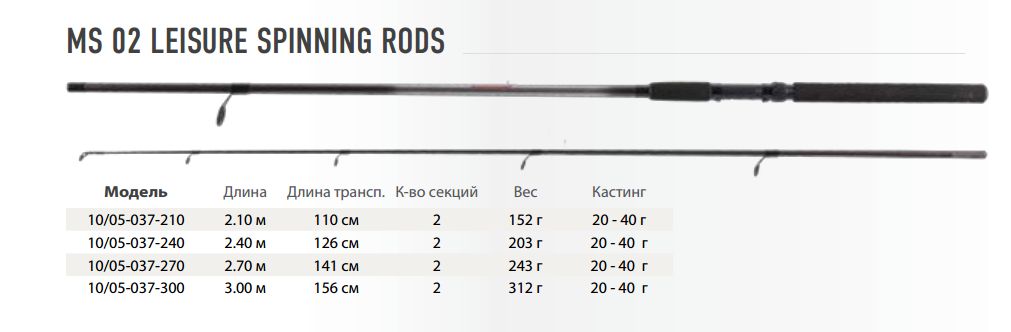 MS 02 LEISURE SPINNING RODS
Модель Длина Длина трансп. К-во секций Вес Кастинг
10/05-037-210 2.10 м 110 см 2 152 г 20 - 40 г
10/05-037-240 2.40 м 126 см 2 203 г 20 - 40 г
10/05-037-270 2.70 м 141 см 2 243 г 20 - 40 г
10/05-037-300 3.00 м 156 см 2 312 г 20 - 40 г